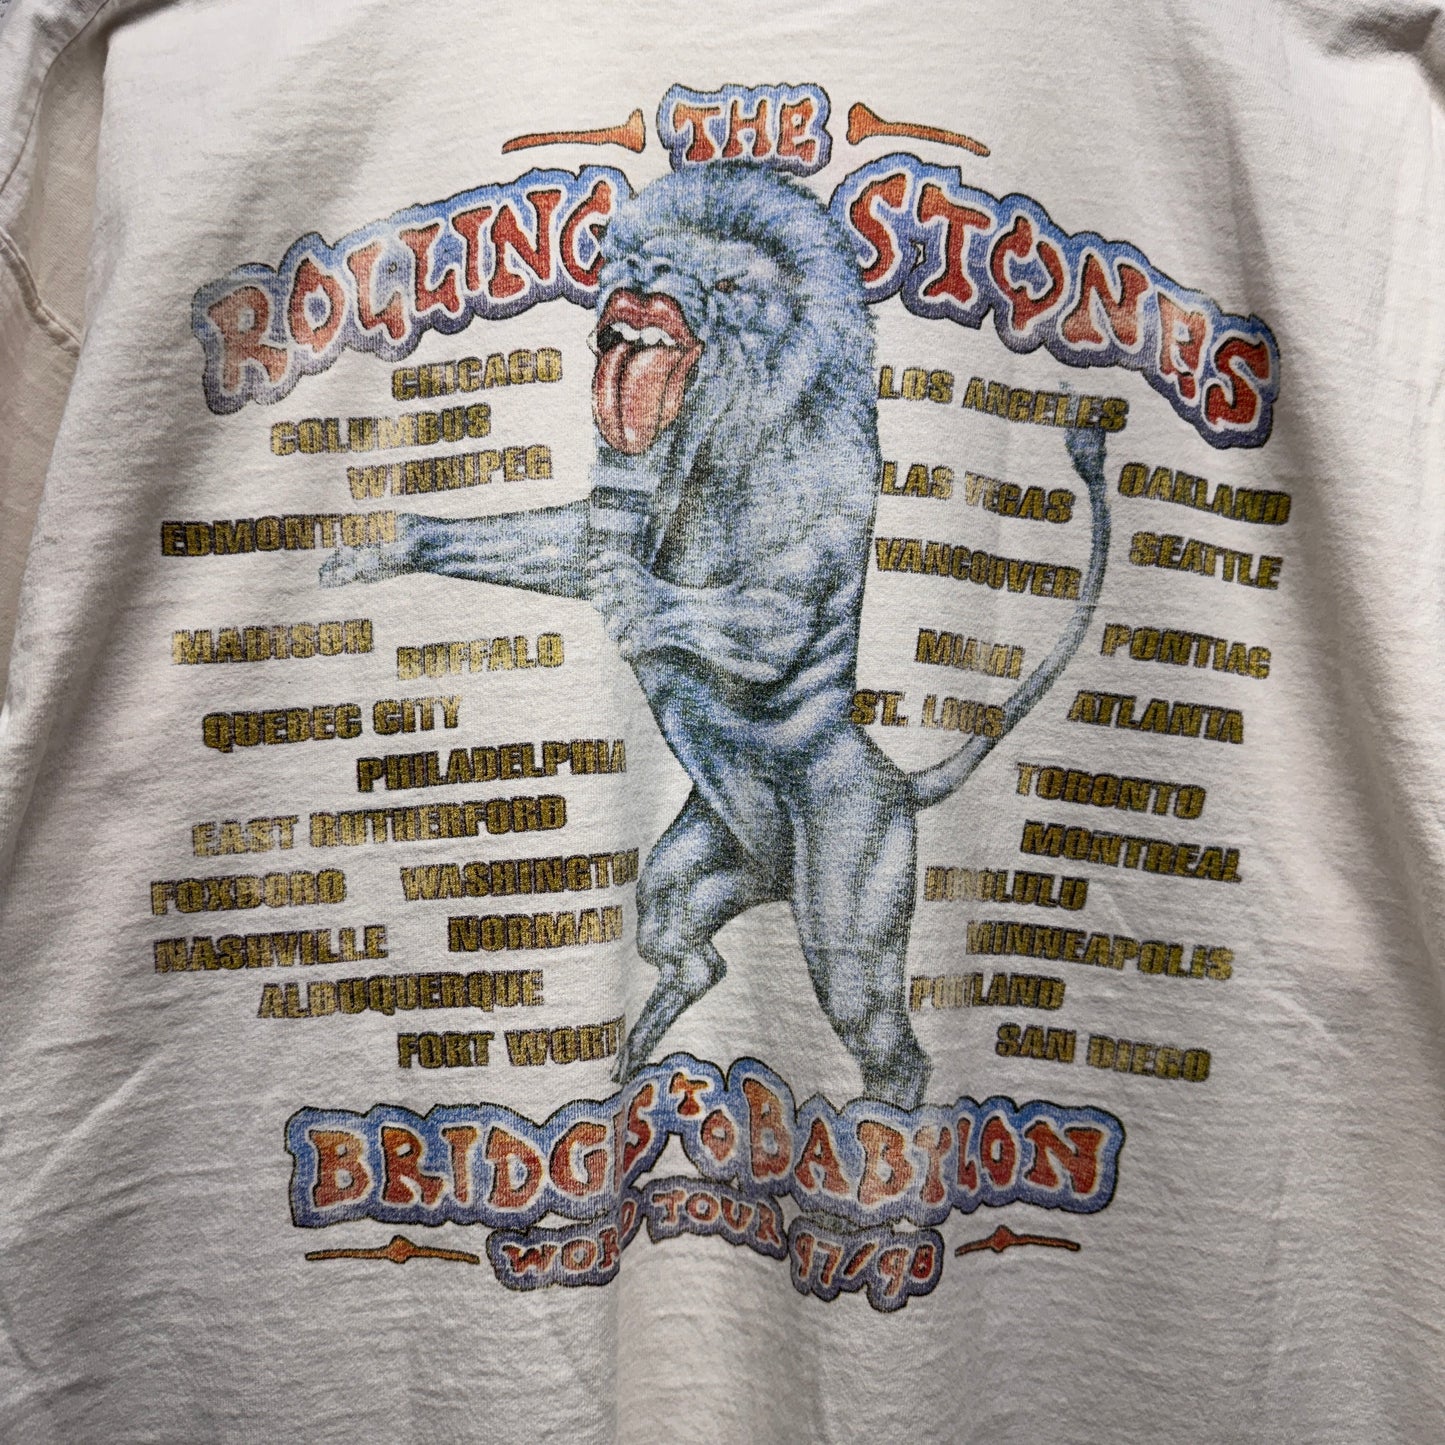 THE
ROLLING STONES
CHICAGO
COLUMBUS
WINNIPEG
EDMONTON
MADISON
BUFFALO
QUEBEC CITY
PHILADELPHIA
EAST RUTHERFORD
FOXBORO WASHINGTON
NASHVILLE NORMAN
ALBUQUERQUE
FORT WORTH
LOS ANGELES
LAS VEGAS OAKLAND
VANCOUVER SEATTLE
MIAMI PONTIAC
ST. LOUIS ATLANTA
TORONTO
MONTREAL
HONOLULU
MINNEAPOLIS
PORTLAND
SAN DIEGO
BRIDGES TO BABYLON
WORLD TOUR 97/98